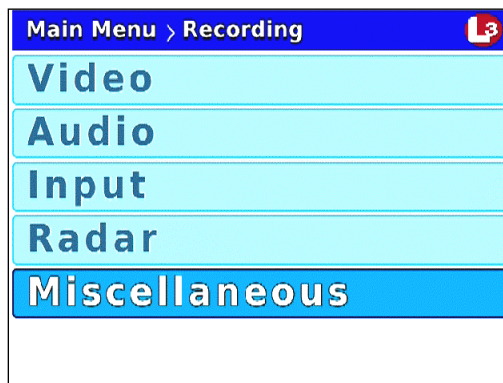 Main Menu > Recording L3
Video
Audio
Input
Radar
Miscellaneous